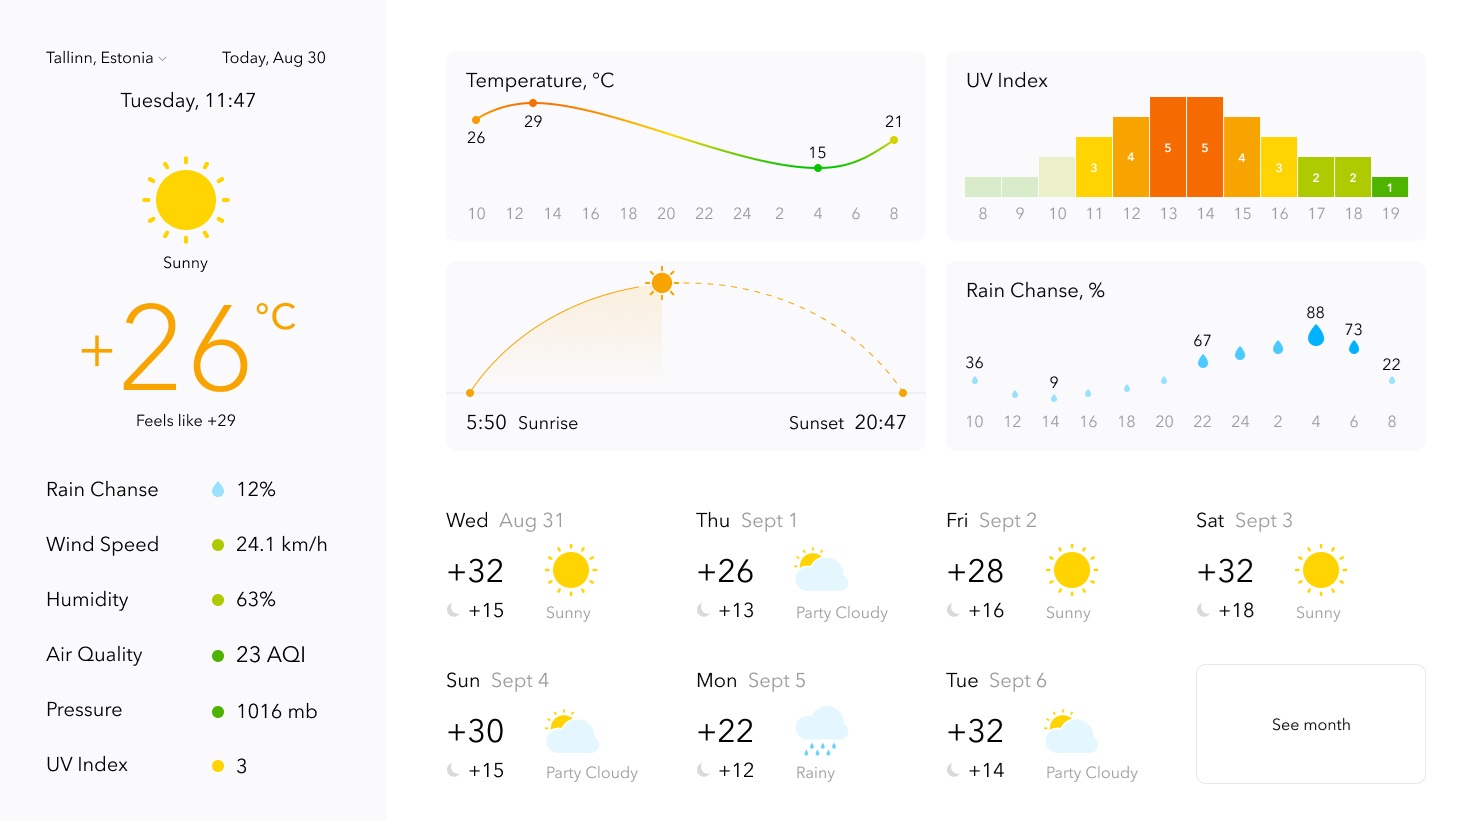 Tallinn, Estonia
Today, Aug 30
Tuesday, 11:47
Sunny
+26 °C
Feels like +29
Rain Chanse 12%
Wind Speed 24.1 km/h
Humidity 63%
Air Quality 23 AQI
Pressure 1016 mb
UV Index 3
Temperature, °C
26 29 15 21
10 12 14 16 18 20 22 24 2 4 6 8
UV Index
3 4 5 5 4 3 2 2 1
8 9 10 11 12 13 14 15 16 17 18 19
5:50 Sunrise
Sunset 20:47
Rain Chanse, %
36 9 67 88 73 22
10 12 14 16 18 20 22 24 2 4 6 8
Wed Aug 31
+32
+15 Sunny
Thu Sept 1
+26
+13 Party Cloudy
Fri Sept 2
+28
+16 Sunny
Sat Sept 3
+32
+18 Sunny
Sun Sept 4
+30
+15 Party Cloudy
Mon Sept 5
+22
+12 Rainy
Tue Sept 6
+32
+14 Party Cloudy
See month